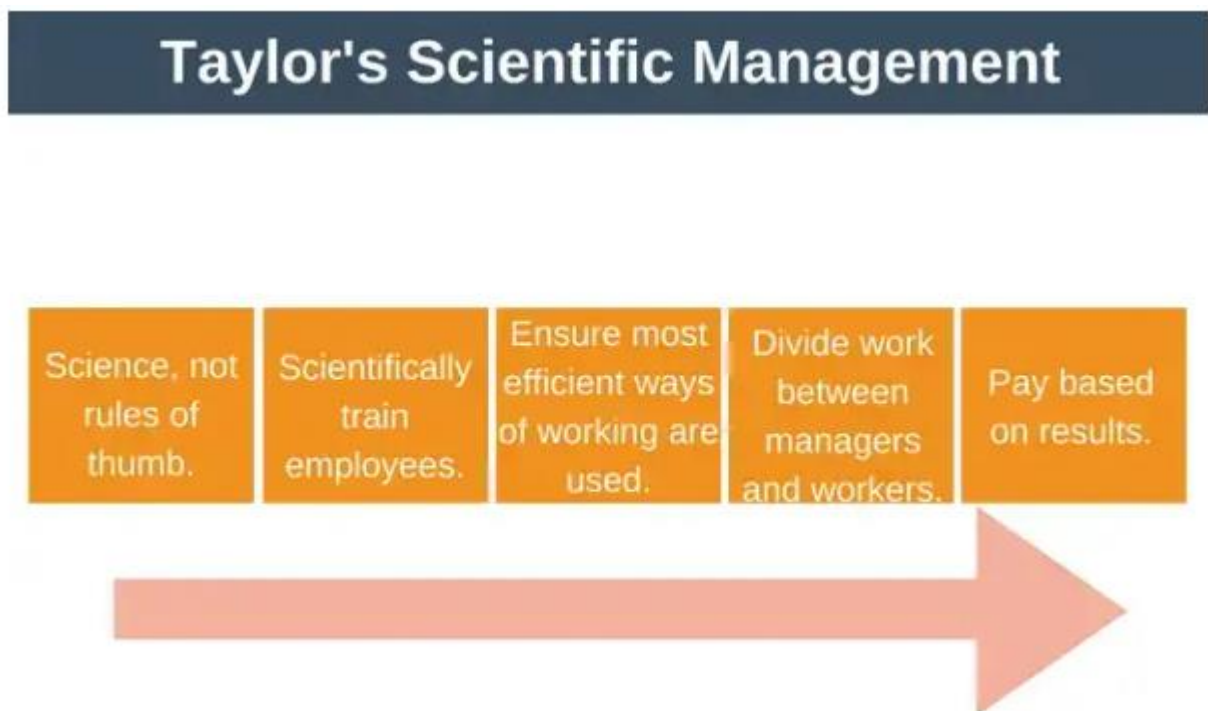 Taylor's Scientific Management
Science, not
rules of
thumb.
Scientifically
train
employees.
Ensure most
efficient ways
of working are
used.
Divide work
between
managers
and workers.
Pay based
on results.